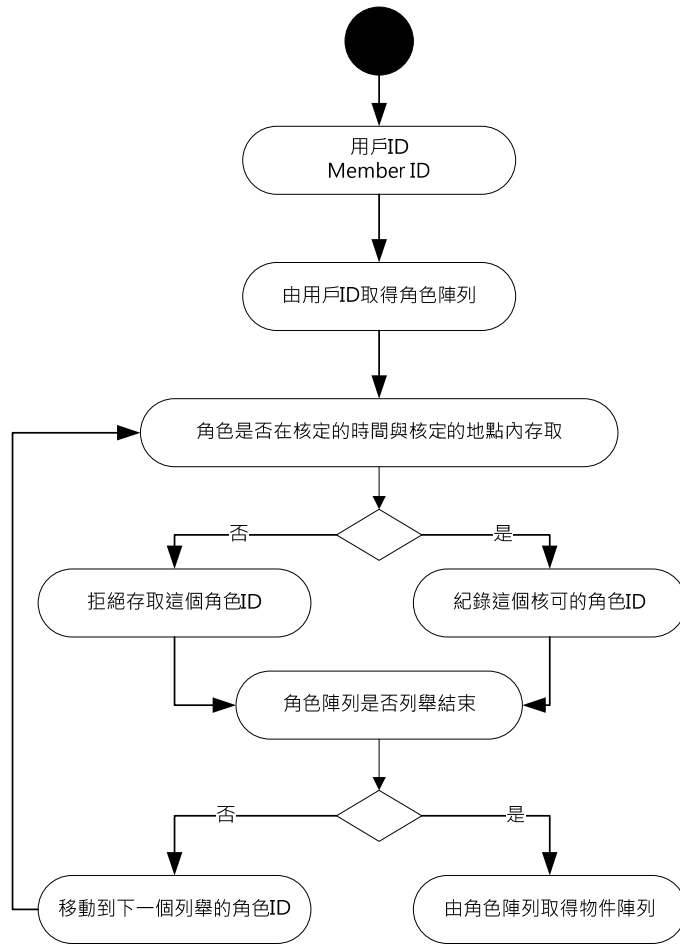 用戶ID
Member ID
由用戶ID取得角色陣列
角色是否在核定的時間與核定的地點內存取
否
是
拒絕存取這個角色ID
紀錄這個核可的角色ID
角色陣列是否列舉結束
否
是
移動到下一個列舉的角色ID
由角色陣列取得物件陣列